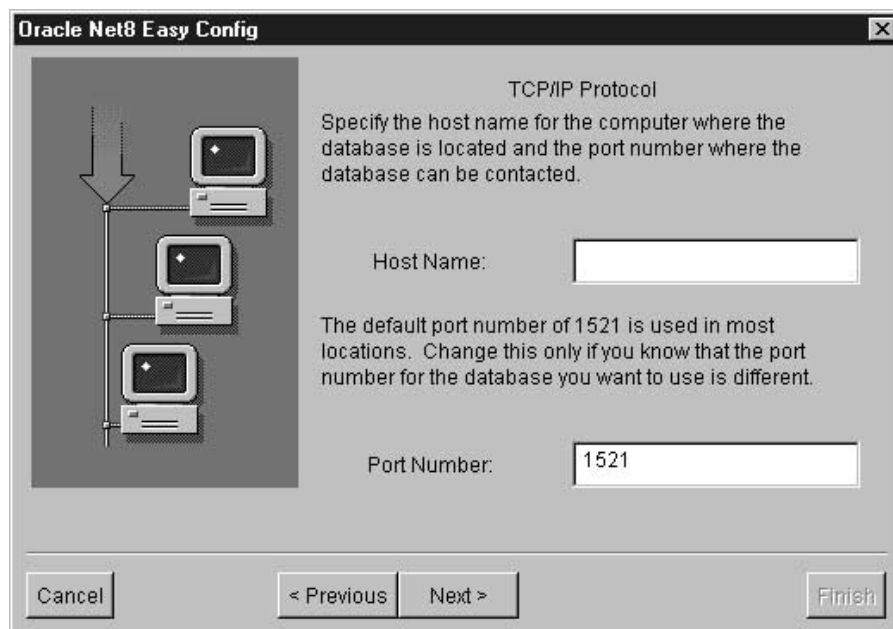 Oracle Net8 Easy Config
TCP/IP Protocol
Specify the host name for the computer where the
database is located and the port number where the
database can be contacted.
Host Name:
The default port number of 1521 is used in most
locations.  Change this only if you know that the port
number for the database you want to use is different.
Port Number: 1521
Cancel < Previous Next > Finish